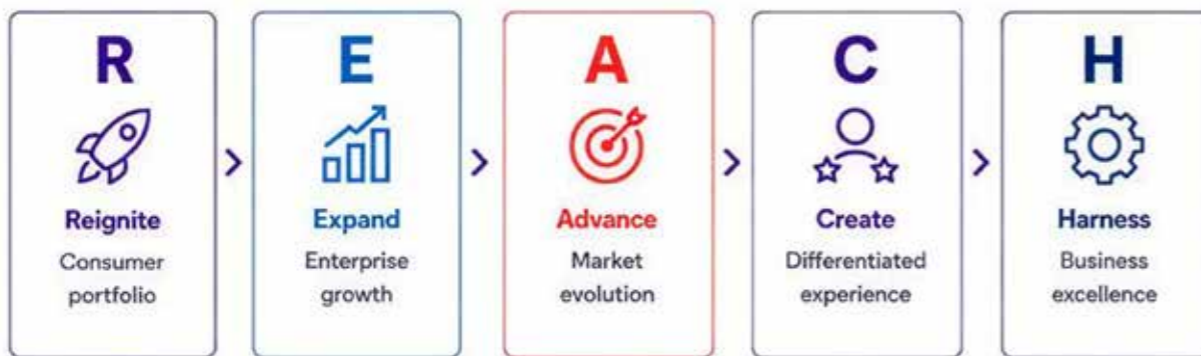 R
Reignite
Consumer
portfolio
E
Expand
Enterprise
growth
A
Advance
Market
evolution
C
Create
Differentiated
experience
H
Harness
Business
excellence